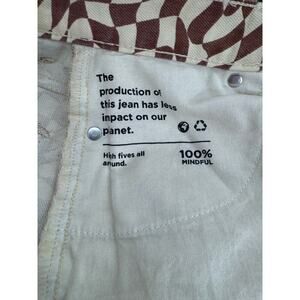 The
production of
this jean has less
impact on our
planet.
High fives all
around.
100%
MINDFUL